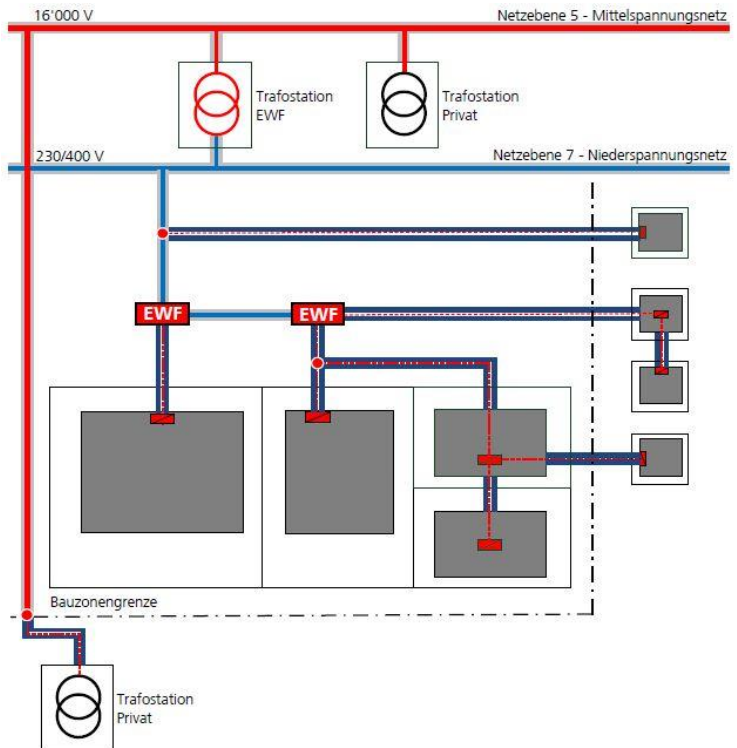 16'000 V
Netzebene 5 - Mittelspannungsnetz
Trafostation
EWF
Trafostation
Privat
230/400 V
Netzebene 7 - Niederspannungsnetz
EWF
EWF
Bauzonengrenze
Trafostation
Privat